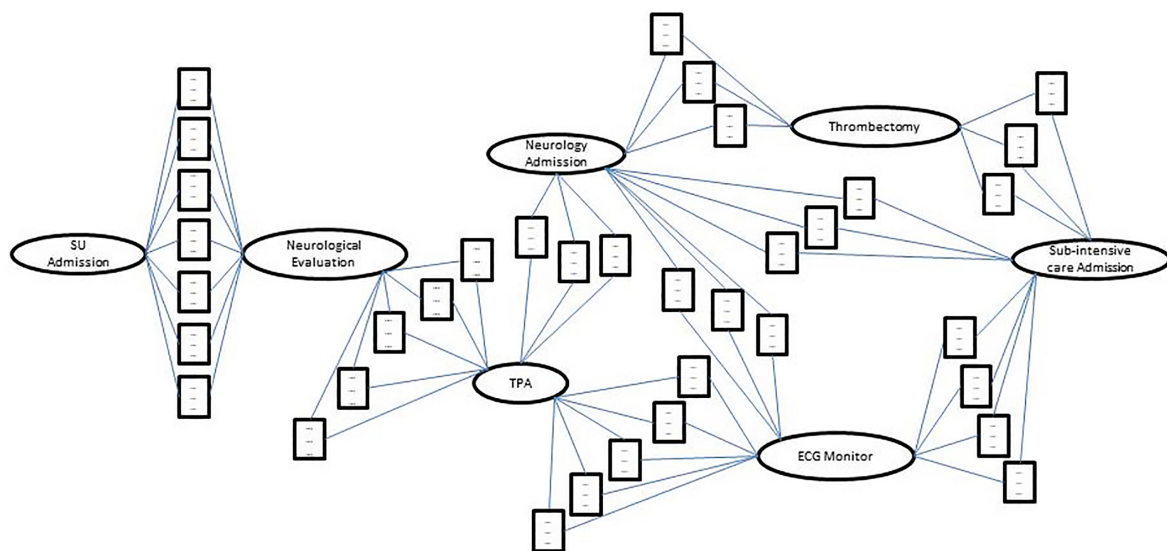 Thrombectomy
Neurology
Admission
SU
Admission
Neurological
Evaluation
Sub-intensive
care Admission
TPA
ECG Monitor